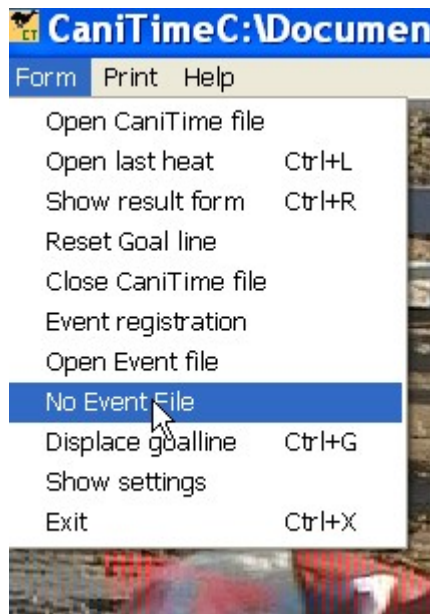 CT CaniTimeC:\Documen
Form Print Help
Open CaniTime file
Open last heat Ctrl+L
Show result form Ctrl+R
Reset Goal line
Close CaniTime file
Event registration
Open Event file
No Event File
Displace goalline Ctrl+G
Show settings
Exit Ctrl+X